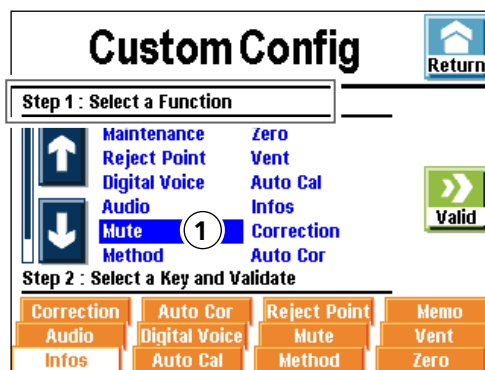 Custom Config
Return
Step 1 : Select a Function
Maintenance Zero
Reject Point Vent
Digital Voice Auto Cal
Audio Infos
Mute 1 Correction
Method Auto Cor
Valid
Step 2 : Select a Key and Validate
Correction Auto Cor Reject Point Memo
Audio Digital Voice Mute Vent
Infos Auto Cal Method Zero